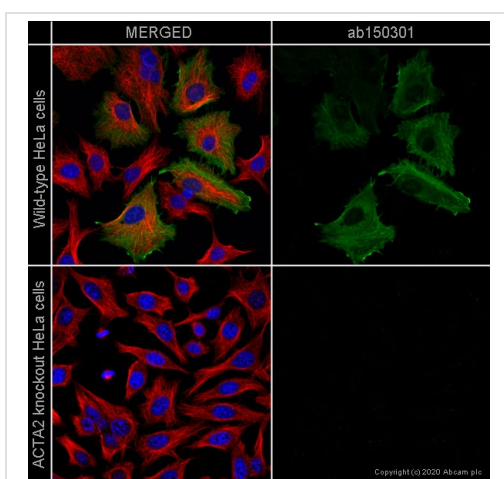 MERGED
ab150301
Wild-type HeLa cells
ACTA2 knockout HeLa cells
Copyright (c) 2020 Abcam plc